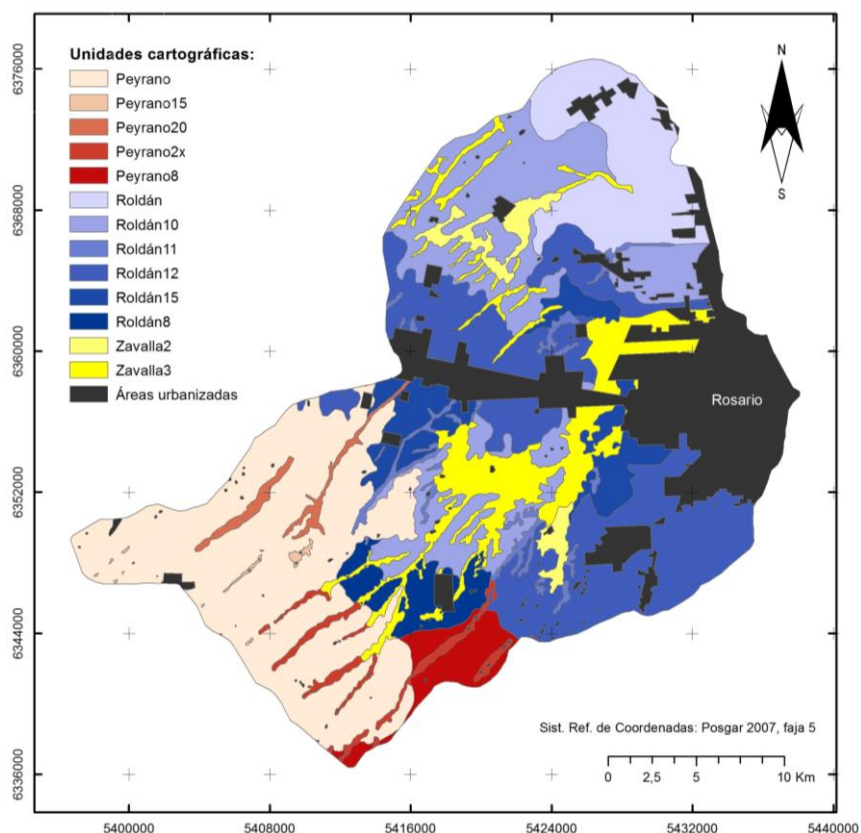 Unidades cartográficas:
Peyrano
Peyrano15
Peyrano20
Peyrano2x
Peyrano8
Roldán
Roldán10
Roldán11
Roldán12
Roldán15
Roldán8
Zavalla2
Zavalla3
Áreas urbanizadas
N
S
Rosario
Sist. Ref. de Coordenadas: Posgar 2007, faja 5
0 2,5 5 10 Km
6376000
6368000
6360000
6352000
6344000
6336000
5400000 5408000 5416000 5424000 5432000 5440000